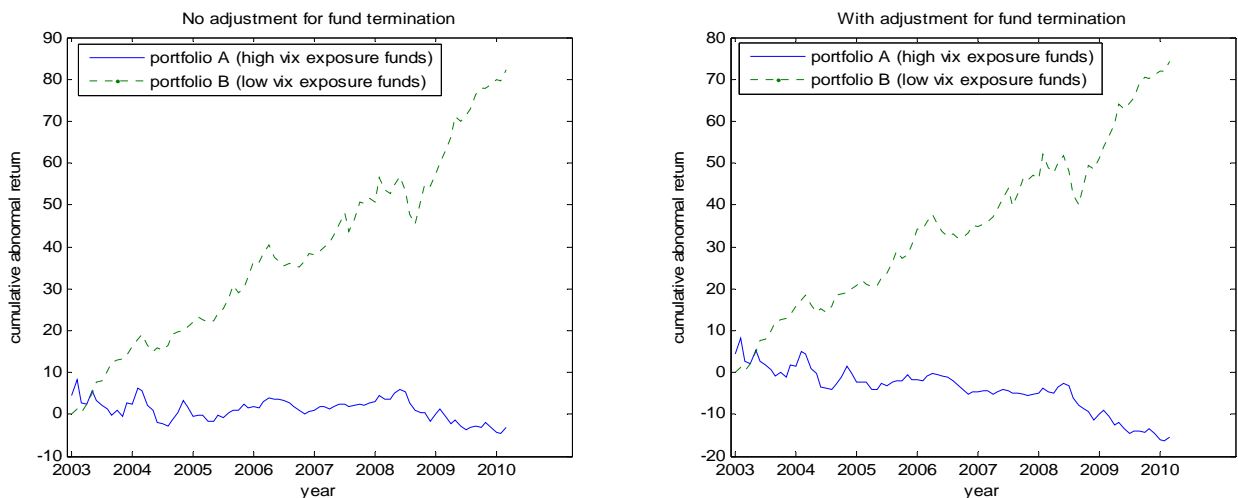 No adjustment for fund termination
90
80
70
60
50
40
30
20
10
0
-10
cumulative abnormal return
portfolio A (high vix exposure funds)
portfolio B (low vix exposure funds)
2003 2004 2005 2006 2007 2008 2009 2010
year
With adjustment for fund termination
80
70
60
50
40
30
20
10
0
-10
-20
cumulative abnormal return
portfolio A (high vix exposure funds)
portfolio B (low vix exposure funds)
2003 2004 2005 2006 2007 2008 2009 2010
year